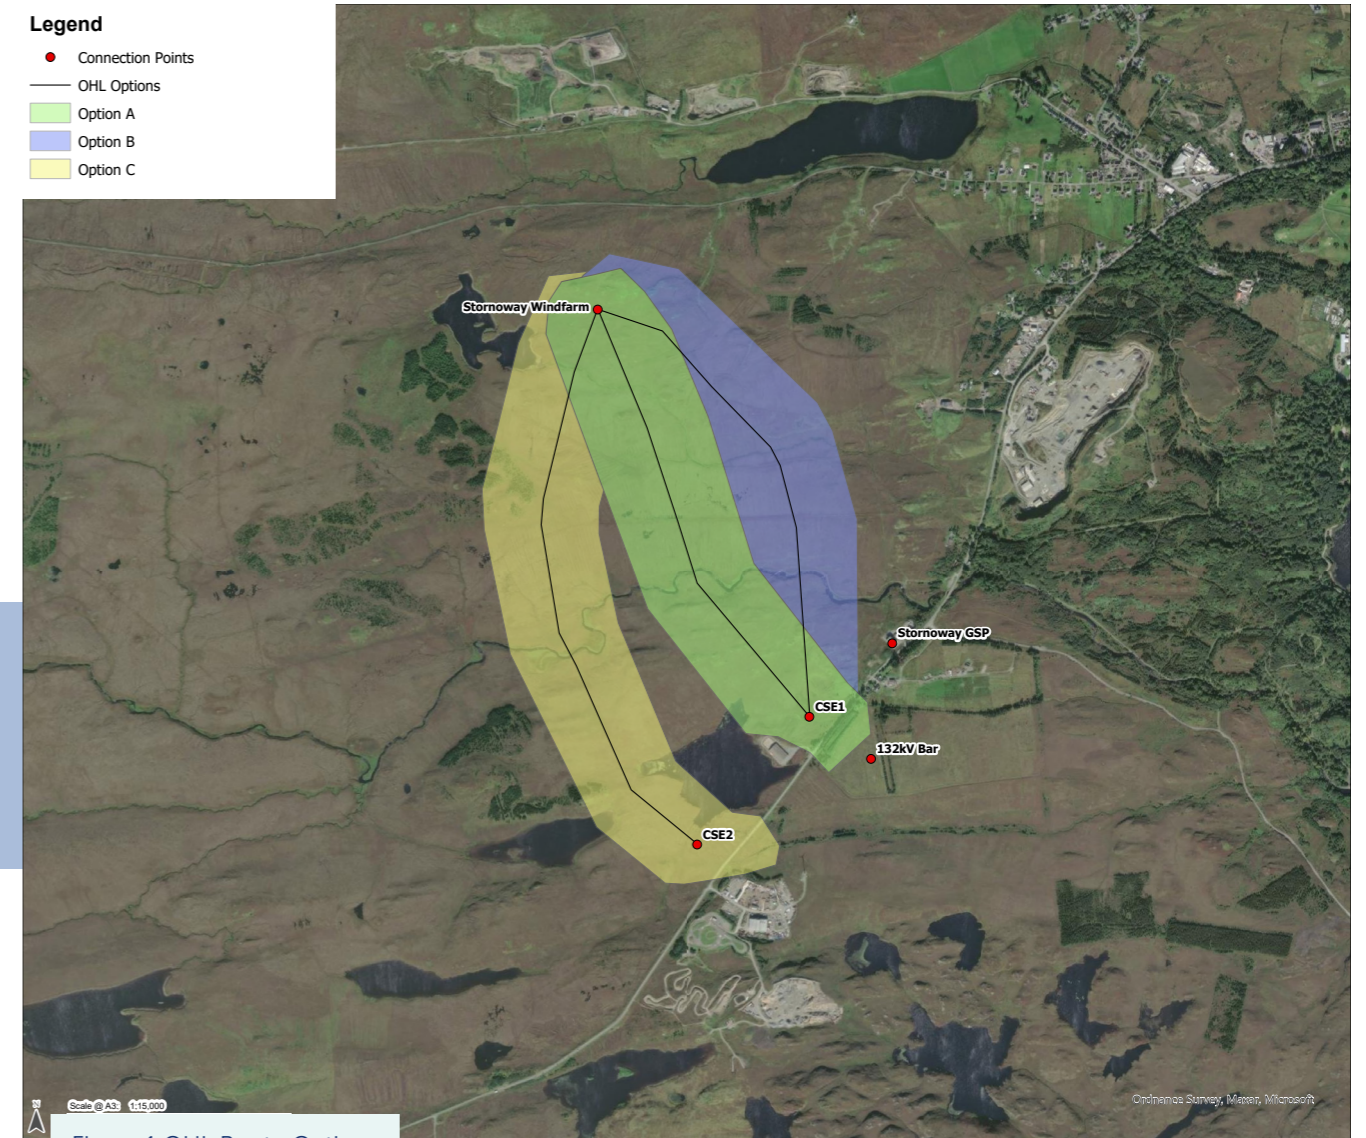 Legend
Connection Points
OHL Options
Option A
Option B
Option C
Stornoway Windfarm
Stornoway GSP
CSE1
132kV Bar
CSE2
N
Scale @ A3: 1:15,000
Ordnance Survey, Maxar, Microsoft